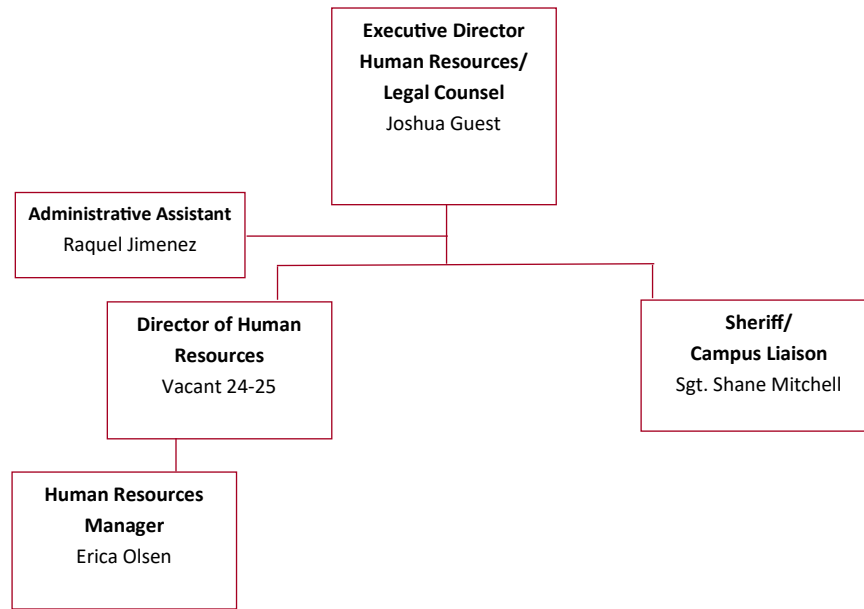 Executive Director
Human Resources/
Legal Counsel
Joshua Guest
Administrative Assistant
Raquel Jimenez
Director of Human
Resources
Vacant 24-25
Sheriff/
Campus Liaison
Sgt. Shane Mitchell
Human Resources
Manager
Erica Olsen